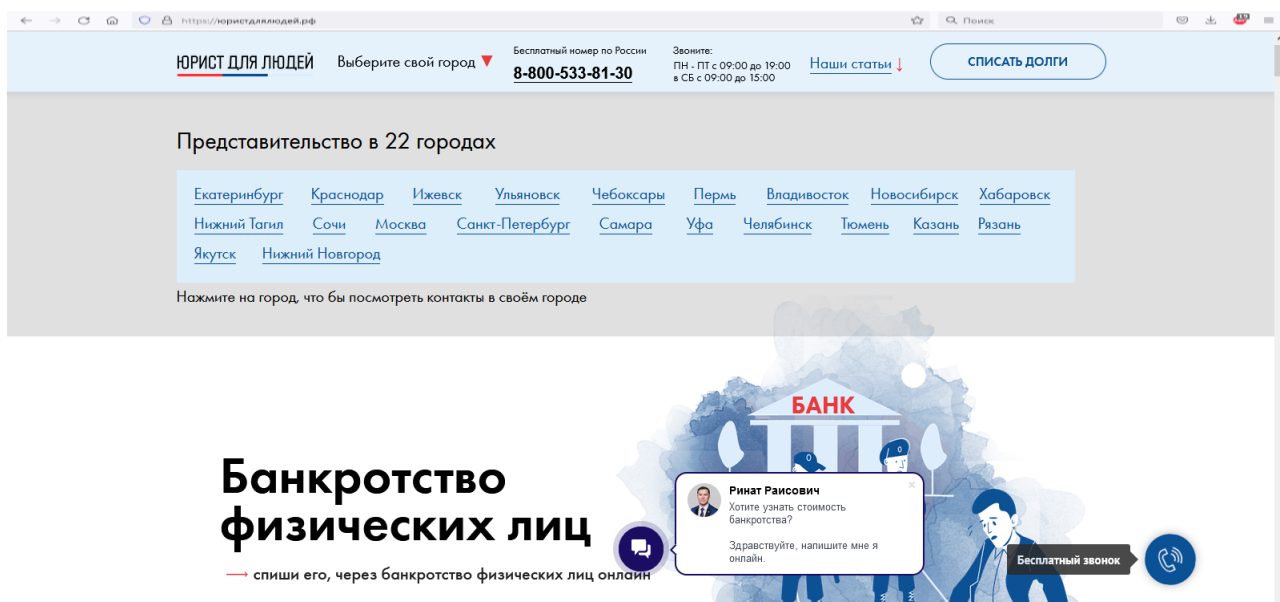 https://юристдлялюдей.рф
Поиск
ЮРИСТ ДЛЯ ЛЮДЕЙ
Выберите свой город ▼
Бесплатный номер по России
8-800-533-81-30
Звоните:
ПН - ПТ с 09:00 до 19:00
в СБ с 09:00 до 15:00
Наши статьи ↓
СПИСАТЬ ДОЛГИ
Представительство в 22 городах
Екатеринбург Краснодар Ижевск Ульяновск Чебоксары Пермь Владивосток Новосибирск Хабаровск
Нижний Тагил Сочи Москва Санкт-Петербург Самара Уфа Челябинск Тюмень Казань Рязань
Якутск Нижний Новгород
Нажмите на город, что бы посмотреть контакты в своём городе
БАНК
Банкротство
физических лиц
→ спиши его, через банкротство физических лиц онлайн
Ринат Раисович
Хотите узнать стоимость
банкротства?
Здравствуйте, напишите мне я
онлайн.
Бесплатный звонок